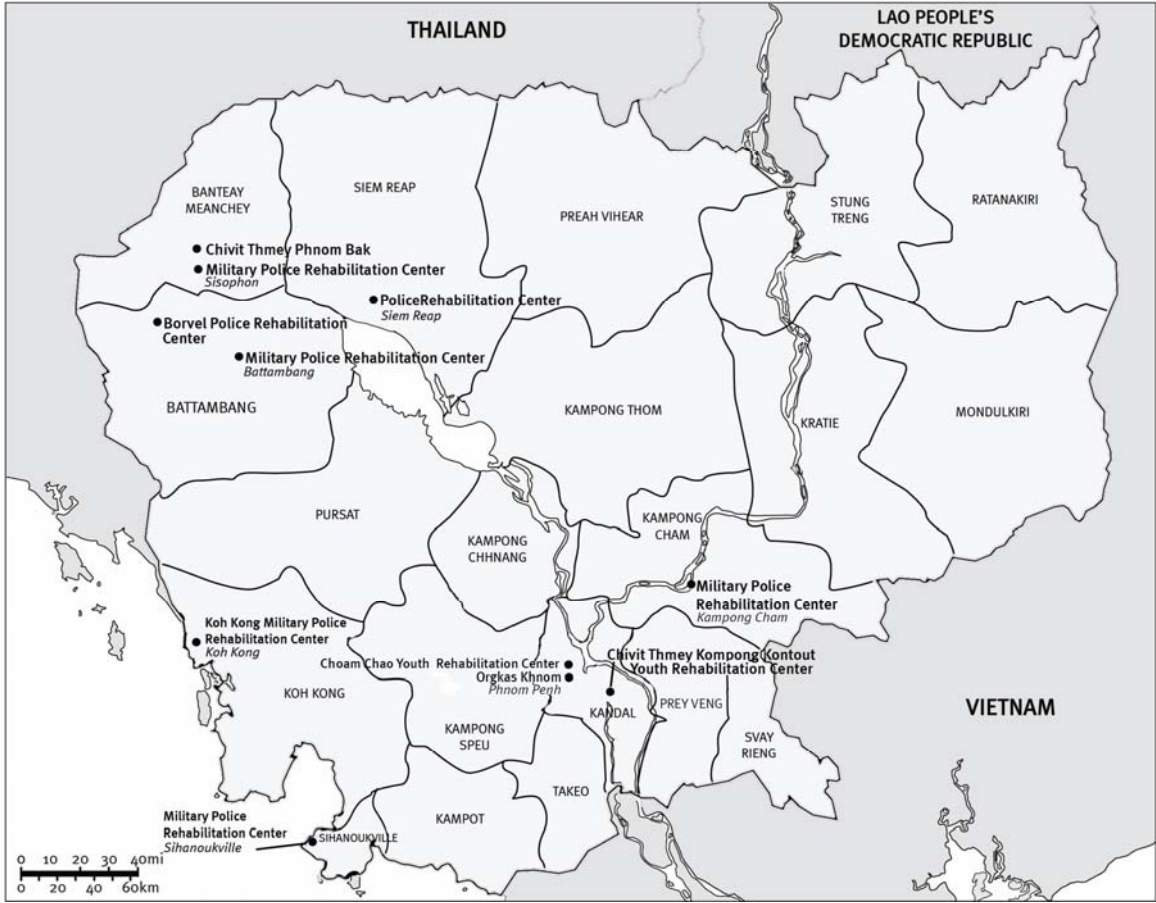 THAILAND
LAO PEOPLE'S
DEMOCRATIC REPUBLIC
BANTEAY
MEANCHEY
SIEM REAP
PREAH VIHEAR
STUNG
TRENG
RATANAKIRI
Chivit Thmey Phnom Bak
Military Police Rehabilitation Center
Sisophon
PoliceRehabilitation Center
Siem Reap
Borvel Police Rehabilitation
Center
Military Police Rehabilitation Center
Battambang
BATTAMBANG
KAMPONG THOM
KRATIE
MONDULKIRI
PURSAT
KAMPONG
CHHNANG
KAMPONG
CHAM
Military Police
Rehabilitation Center
Kampong Cham
Koh Kong Military Police
Rehabilitation Center
Koh Kong
KOH KONG
Choam Chao Youth Rehabilitation Center
Orgkas Khnom
Phnom Penh
Chivit Thmey Kompong Kontout
Youth Rehabilitation Center
KANDAL
PREY VENG
SVAY
RIENG
VIETNAM
KAMPONG
SPEU
TAKEO
KAMPOT
Military Police
Rehabilitation Center
Sihanoukville
SIHANOUKVILLE
0 10 20 30 40mi
0 20 40 60km